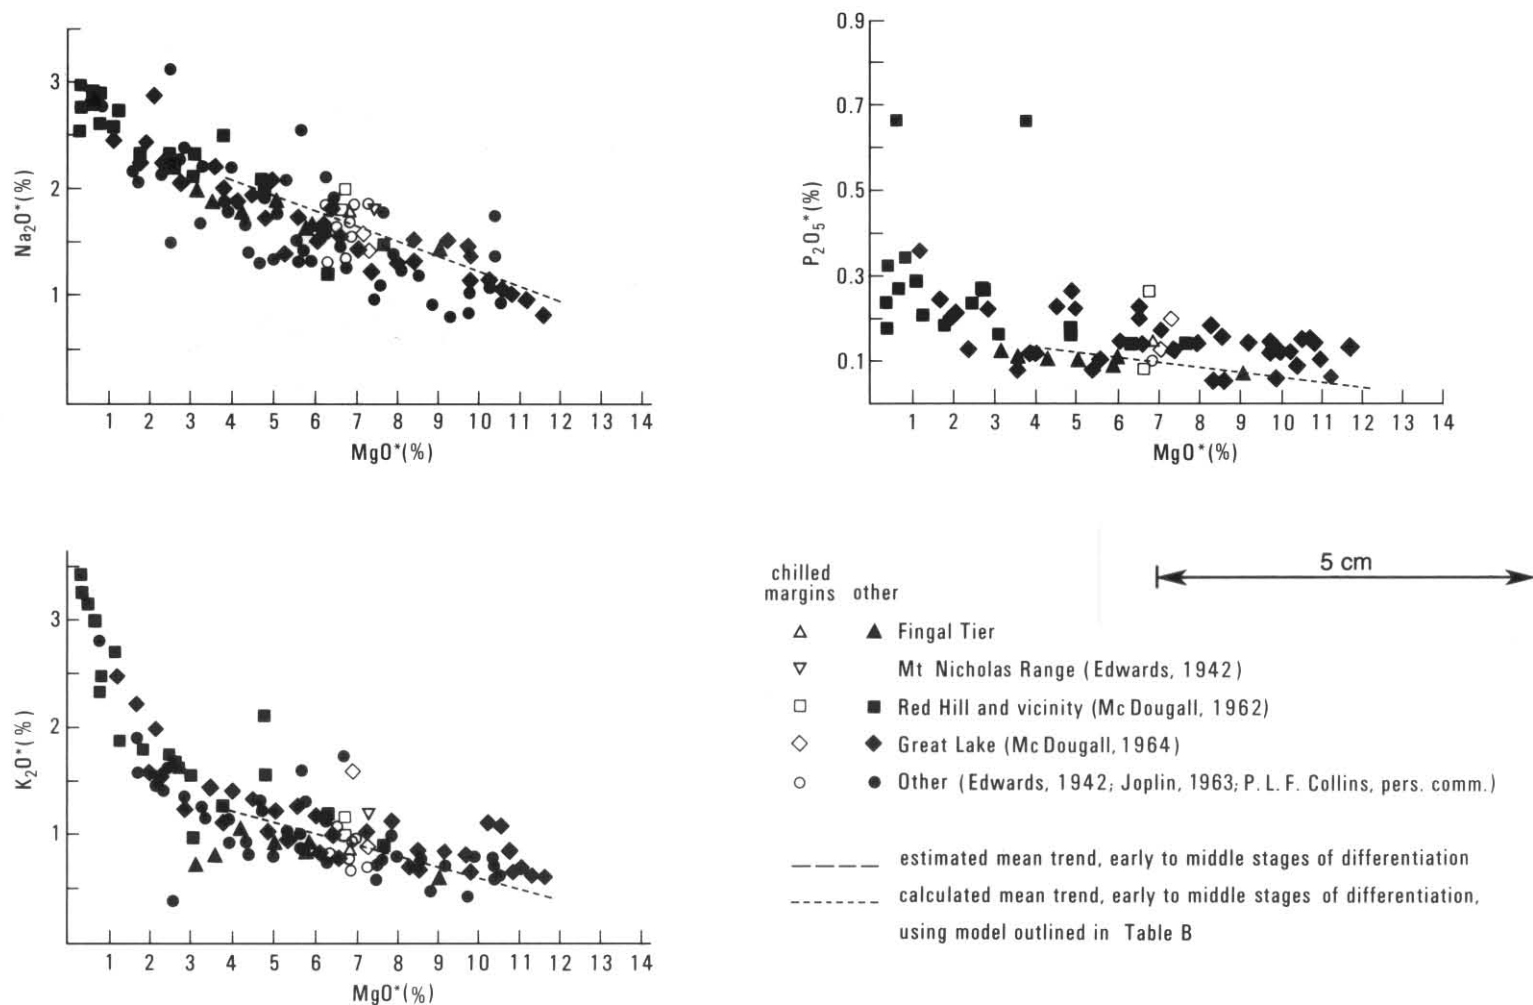 3
2
1
Na2O*(%)
1 2 3 4 5 6 7 8 9 10 11 12 13 14
MgO*(%)
0.9
0.7
0.5
0.3
0.1
P2O5*(%)
1 2 3 4 5 6 7 8 9 10 11 12 13 14
MgO*(%)
3
2
1
K2O*(%)
1 2 3 4 5 6 7 8 9 10 11 12 13 14
MgO*(%)
5 cm
chilled
margins other
Fingal Tier
Mt Nicholas Range (Edwards, 1942)
Red Hill and vicinity (Mc Dougall, 1962)
Great Lake (Mc Dougall, 1964)
Other (Edwards, 1942; Joplin, 1963; P. L. F. Collins, pers. comm.)
estimated mean trend, early to middle stages of differentiation
calculated mean trend, early to middle stages of differentiation,
using model outlined in Table B